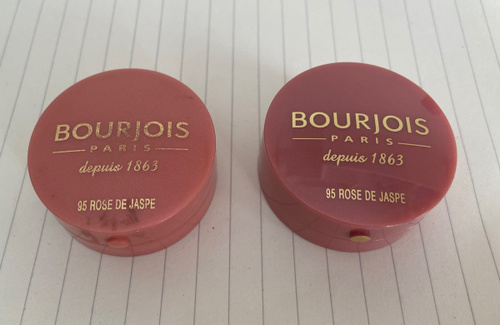 BOURJOIS
PARIS
depuis 1863
95 ROSE DE JASPE
BOURJOIS
PARIS
depuis 1863
95 ROSE DE JASPE